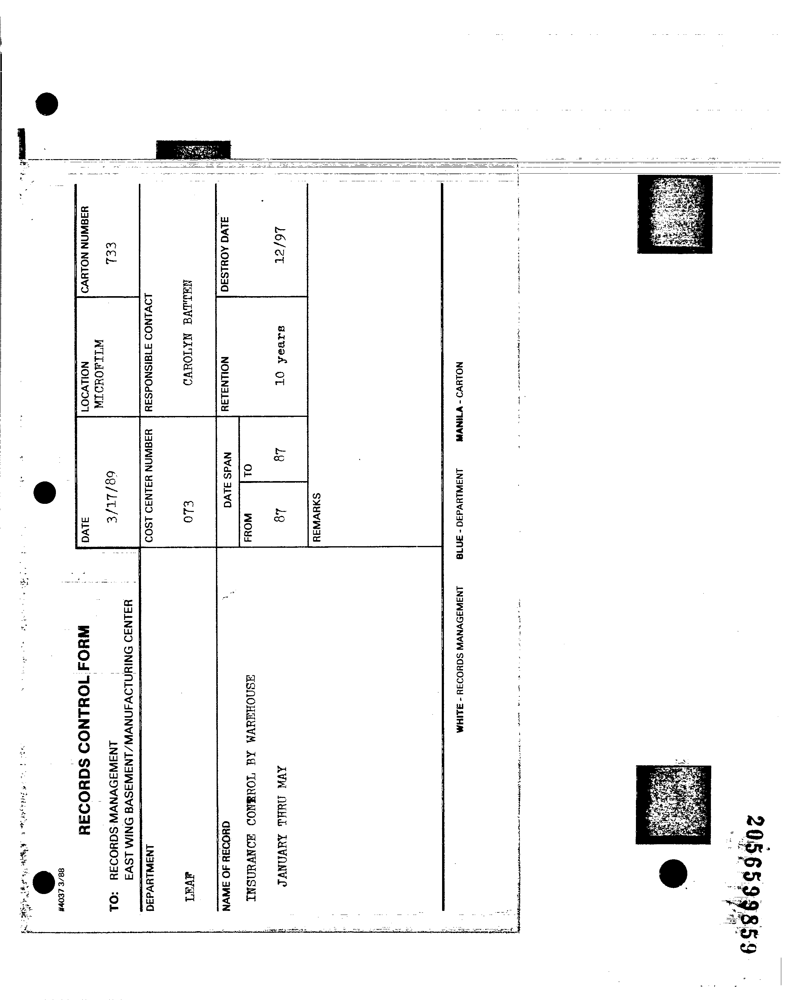 #4037 3/88
RECORDS CONTROL FORM
TO: RECORDS MANAGEMENT
EAST WING BASEMENT/MANUFACTURING CENTER
DATE
3/17/89
LOCATION
MICROFILM
CARTON NUMBER
733
DEPARTMENT
LEAF
COST CENTER NUMBER
073
RESPONSIBLE CONTACT
CAROLYN BATTEN
NAME OF RECORD
INSURANCE CONTROL BY WAREHOUSE
JANUARY THRU MAY
DATE SPAN
FROM
87
TO
87
RETENTION
10 years
DESTROY DATE
12/97
REMARKS
WHITE - RECORDS MANAGEMENT BLUE - DEPARTMENT MANILA - CARTON
2056599859